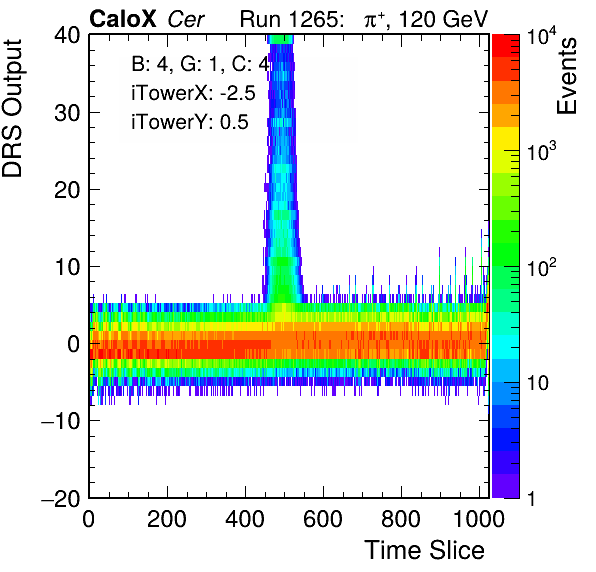 CaloX Cer Run 1265: π⁺, 120 GeV
DRS Output
Events
B: 4, G: 1, C: 4
iTowerX: -2.5
iTowerY: 0.5
40
30
20
10
0
−10
−20
10⁴
10³
10²
10
1
0 200 400 600 800 1000
Time Slice